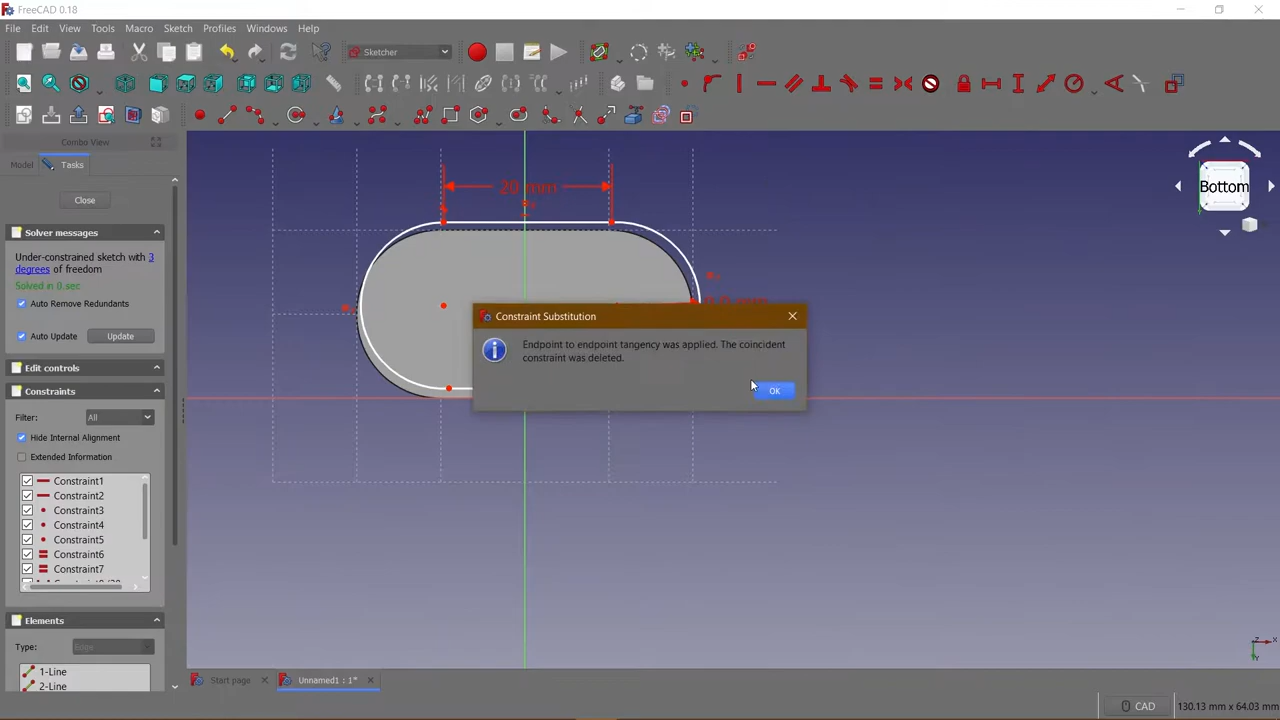 FreeCAD 0.18
File Edit View Tools Macro Sketch Profiles Windows Help
Sketcher
Combo View
Model Tasks
Close
Solver messages
Under-constrained sketch with 3
degrees of freedom
Solved in 0.sec
Auto Remove Redundants
Auto Update Update
Edit controls
Constraints
Filter: All
Hide Internal Alignment
Extended Information
Constraint1
Constraint2
Constraint3
Constraint4
Constraint5
Constraint6
Constraint7
Elements
Type: Edge
1-Line
2-Line
20 mm
Bottom
Constraint Substitution
Endpoint to endpoint tangency was applied. The coincident
constraint was deleted.
OK
Z
X
Y
Start page Unnamed1 : 1*
CAD 130.13 mm x 64.03 mm